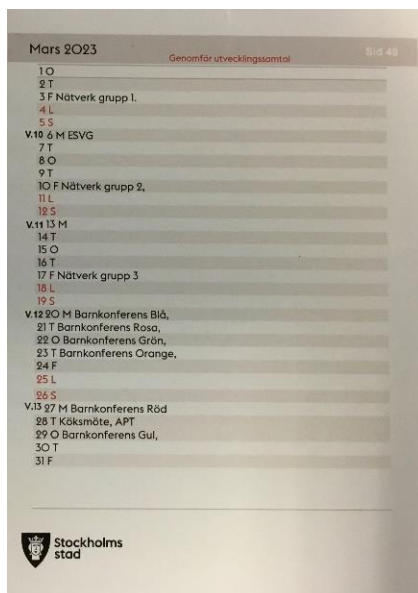 Mars 2023
Sid 48
Genomför utvecklingssamtal
1 O
2 T
3 F Nätverk grupp 1.
4 L
5 S
V.10 6 M ESVG
7 T
8 O
9 T
10 F Nätverk grupp 2,
11 L
12 S
V.11 13 M
14 T
15 O
16 T
17 F Nätverk grupp 3
18 L
19 S
V.12 20 M Barnkonferens Blå,
21 T Barnkonferens Rosa,
22 O Barnkonferens Grön,
23 T Barnkonferens Orange,
24 F
25 L
26 S
V.13 27 M Barnkonferens Röd
28 T Köksmöte, APT
29 O Barnkonferens Gul,
30 T
31 F
Stockholms
stad